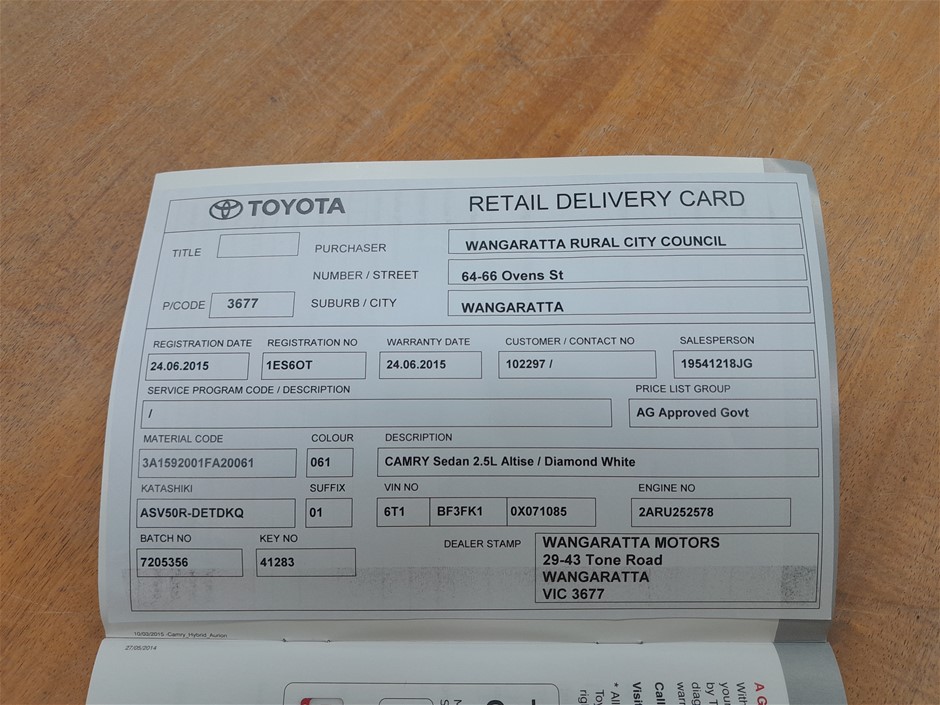 TOYOTA RETAIL DELIVERY CARD
TITLE PURCHASER WANGARATTA RURAL CITY COUNCIL
NUMBER / STREET 64-66 Ovens St
P/CODE 3677 SUBURB / CITY WANGARATTA
REGISTRATION DATE REGISTRATION NO WARRANTY DATE CUSTOMER / CONTACT NO SALESPERSON
24.06.2015 1ES6OT 24.06.2015 102297 / 19541218JG
SERVICE PROGRAM CODE / DESCRIPTION PRICE LIST GROUP
/ AG Approved Govt
MATERIAL CODE COLOUR DESCRIPTION
3A1592001FA20061 061 CAMRY Sedan 2.5L Altise / Diamond White
KATASHIKI SUFFIX VIN NO ENGINE NO
ASV50R-DETDKQ 01 6T1 BF3FK1 0X071085 2ARU252578
BATCH NO KEY NO DEALER STAMP WANGARATTA MOTORS
7205356 41283 29-43 Tone Road
WANGARATTA
VIC 3677
Camry_Hybrid_Aurion
27/05/2014